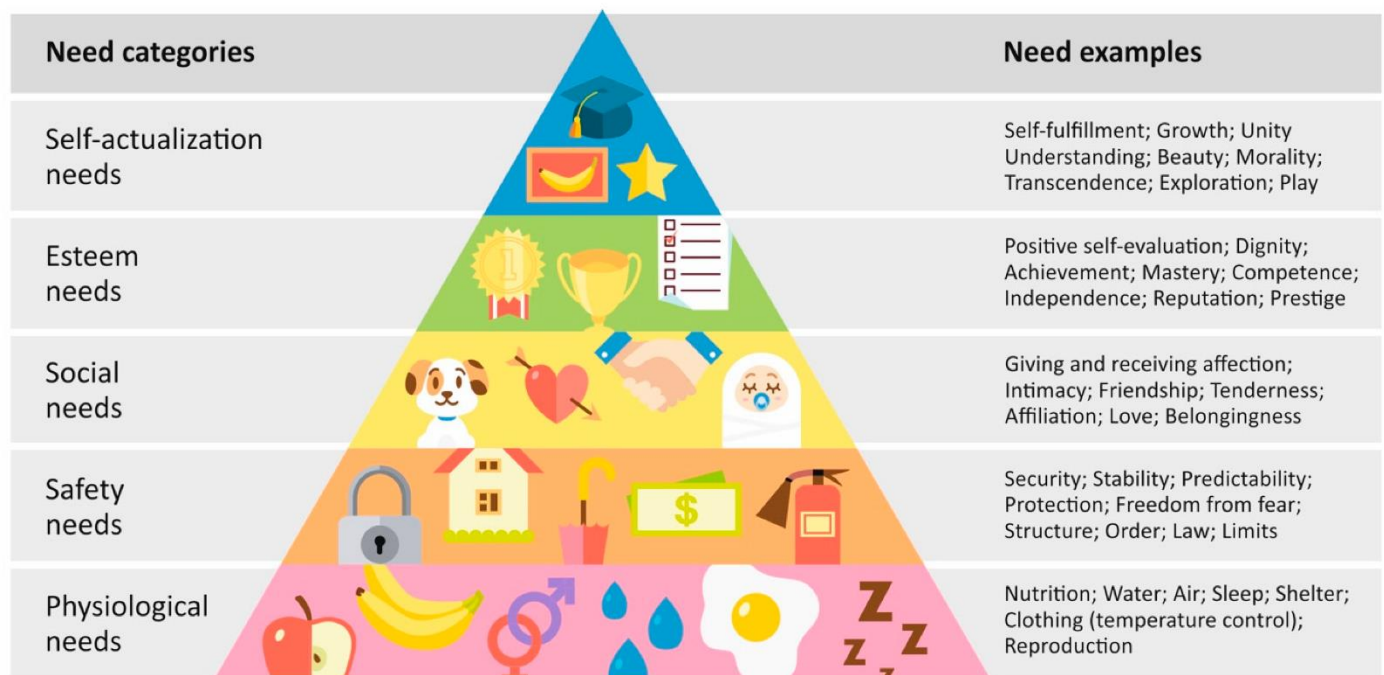 Need categories
Need examples
Self-actualization
needs
Self-fulfillment; Growth; Unity
Understanding; Beauty; Morality;
Transcendence; Exploration; Play
Esteem
needs
1
Positive self-evaluation; Dignity;
Achievement; Mastery; Competence;
Independence; Reputation; Prestige
Social
needs
Giving and receiving affection;
Intimacy; Friendship; Tenderness;
Affiliation; Love; Belongingness
Safety
needs
$
Security; Stability; Predictability;
Protection; Freedom from fear;
Structure; Order; Law; Limits
Physiological
needs
Z
Z
Z
Z
Nutrition; Water; Air; Sleep; Shelter;
Clothing (temperature control);
Reproduction